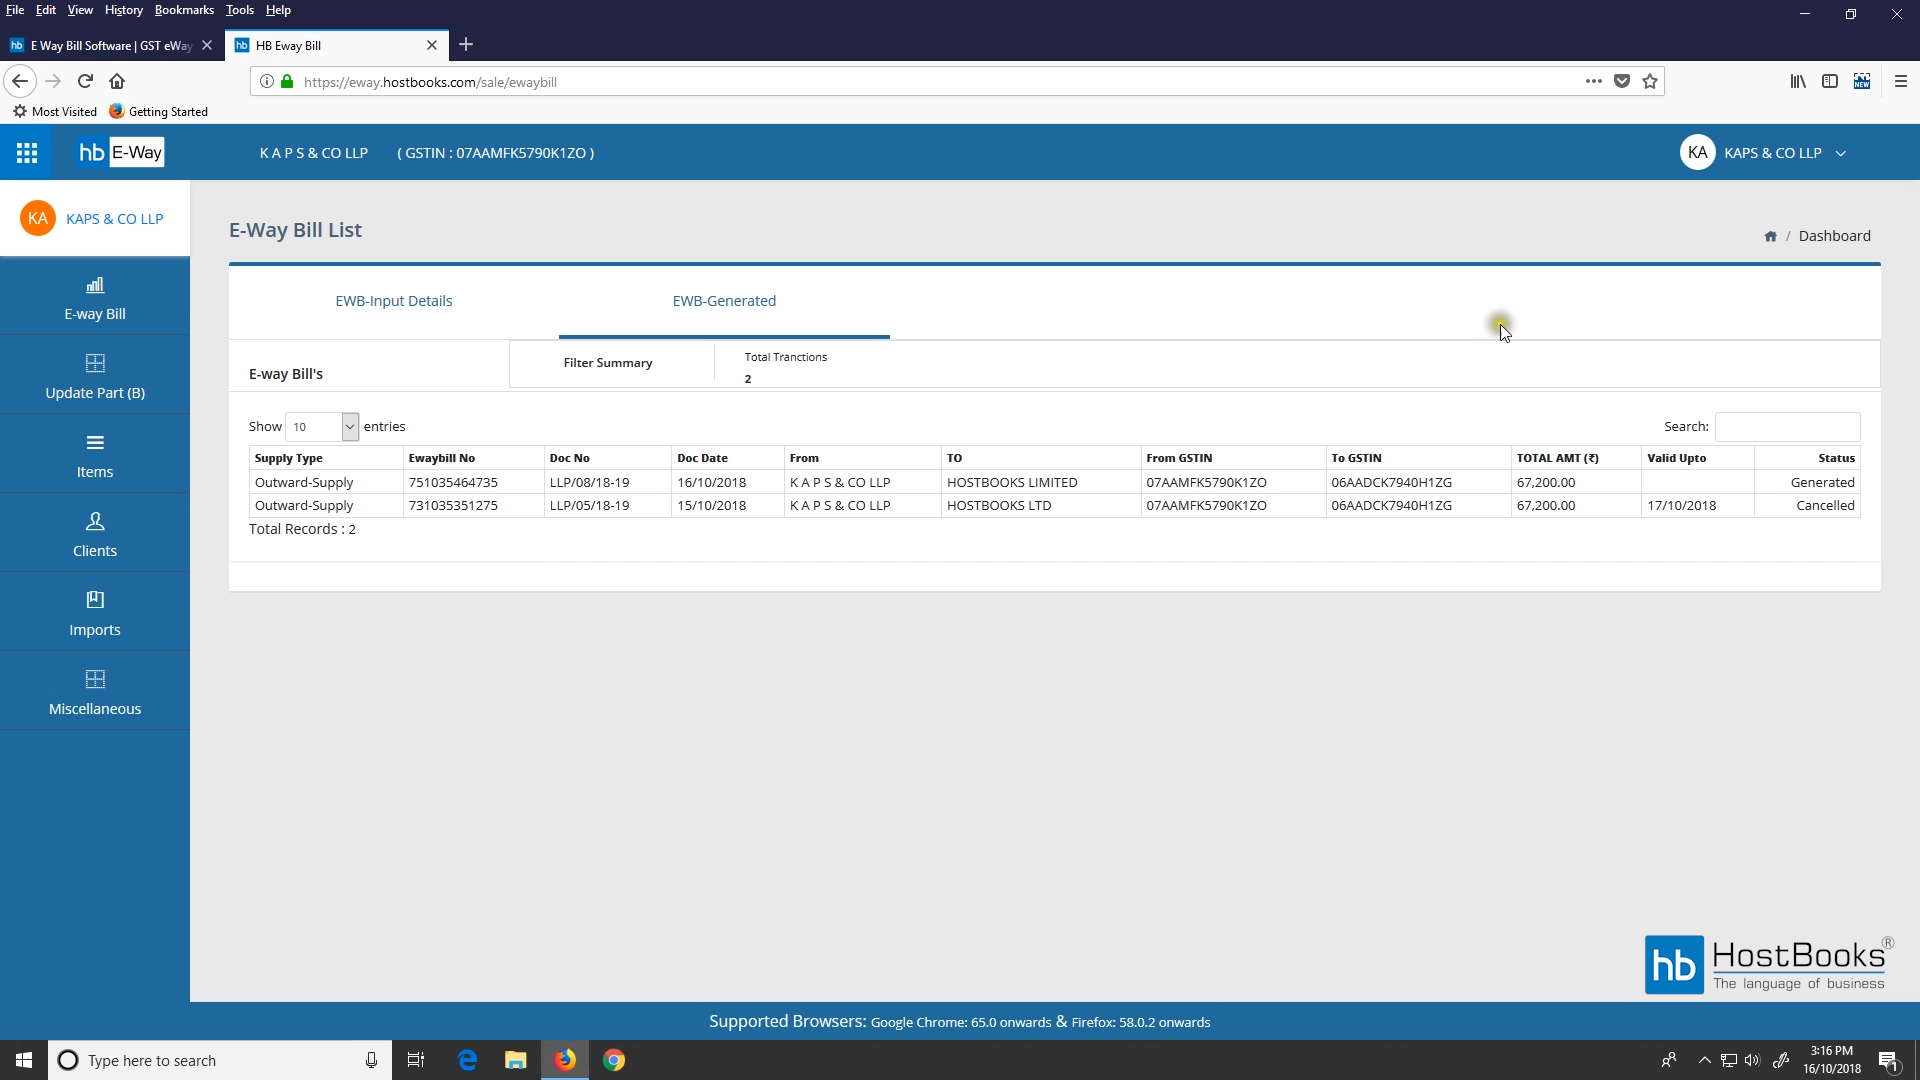 File Edit View History Bookmarks Tools Help
hb E Way Bill Software | GST eWay hb HB Eway Bill
https://eway.hostbooks.com/sale/ewaybill
NEW
Most Visited Getting Started
hb E-Way K A P S & CO LLP ( GSTIN : 07AAMFK5790K1ZO ) KA KAPS & CO LLP
KA KAPS & CO LLP
E-Way Bill List
/ Dashboard
E-way Bill
Update Part (B)
Items
Clients
Imports
Miscellaneous
EWB-Input Details EWB-Generated
E-way Bill's
Filter Summary
Total Tranctions
2
Show 10 entries Search:
Supply Type Ewaybill No Doc No Doc Date From TO From GSTIN To GSTIN TOTAL AMT (₹) Valid Upto Status
Outward-Supply 751035464735 LLP/08/18-19 16/10/2018 K A P S & CO LLP HOSTBOOKS LIMITED 07AAMFK5790K1ZO 06AADCK7940H1ZG 67,200.00 Generated
Outward-Supply 731035351275 LLP/05/18-19 15/10/2018 K A P S & CO LLP HOSTBOOKS LTD 07AAMFK5790K1ZO 06AADCK7940H1ZG 67,200.00 17/10/2018 Cancelled
Total Records : 2
hb HostBooks®
The language of business
Supported Browsers: Google Chrome: 65.0 onwards & Firefox: 58.0.2 onwards
Type here to search
3:16 PM
16/10/2018
1